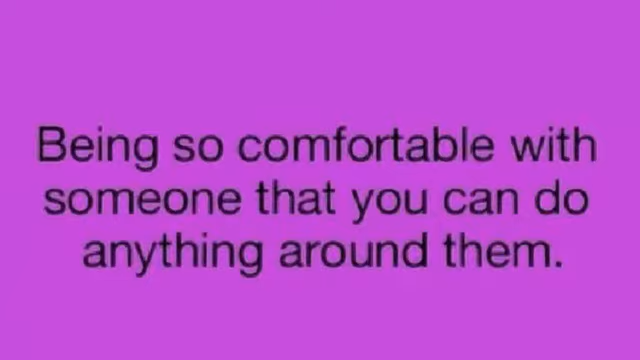 Being so comfortable with
someone that you can do
anything around them.